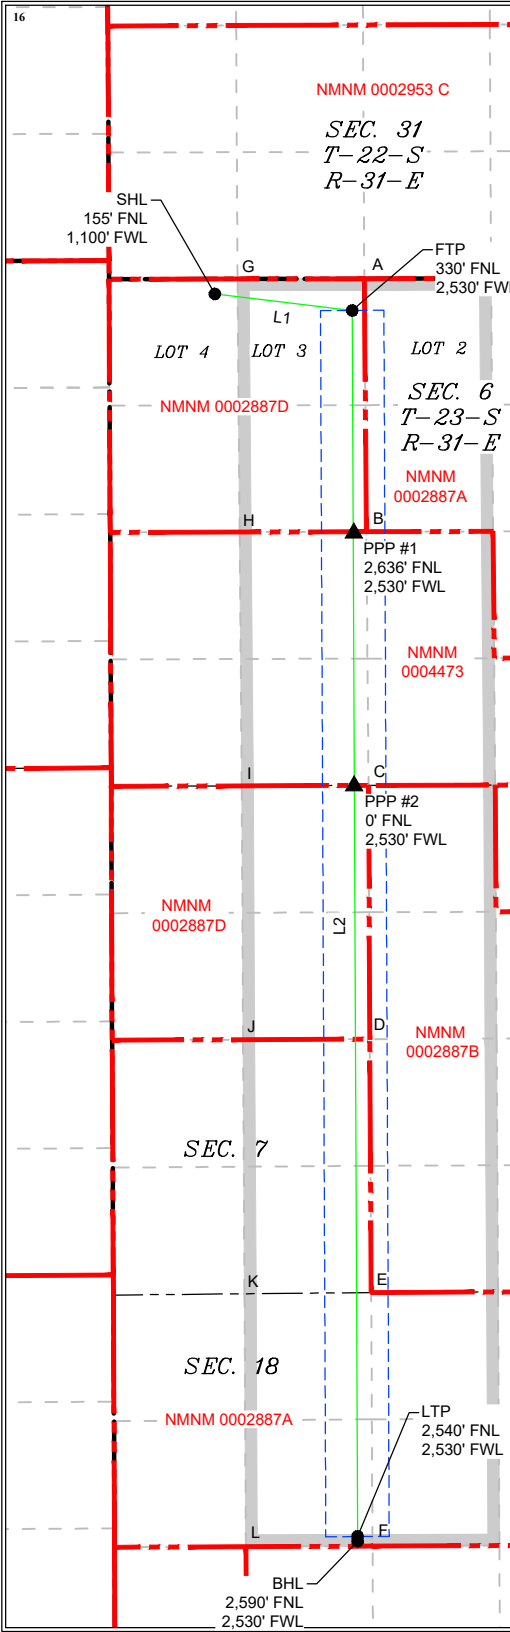 16
NMNM 0002953 C
SEC. 31
T-22-S
R-31-E
SHL
155' FNL
1,100' FWL
G
A
FTP
330' FNL
2,530' FWL
L1
LOT 4
LOT 3
LOT 2
NMNM 0002887D
SEC. 6
T-23-S
R-31-E
NMNM
0002887A
H
B
PPP #1
2,636' FNL
2,530' FWL
NMNM
0004473
I
C
PPP #2
0' FNL
2,530' FWL
NMNM
0002887D
L2
J
D
NMNM
0002887B
SEC. 7
K
E
SEC. 18
NMNM 0002887A
LTP
2,540' FNL
2,530' FWL
L
F
BHL
2,590' FNL
2,530' FWL